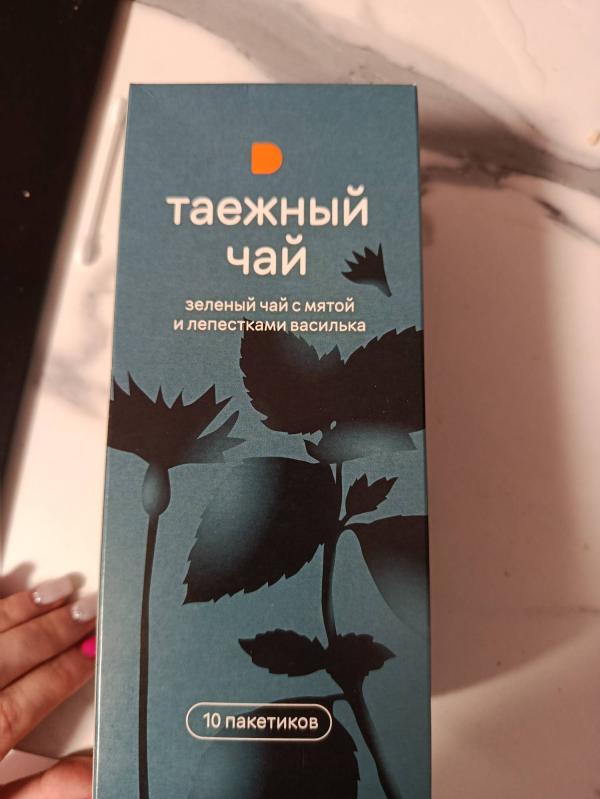 таежный
чай
зеленый чай с мятой
и лепестками василька
10 пакетиков